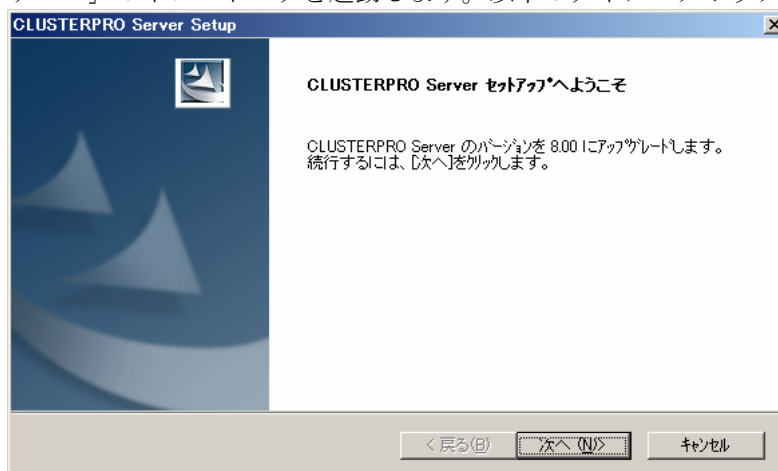 CLUSTERPRO Server Setup
CLUSTERPRO Server ｾｯﾄｱｯﾌﾟへようこそ
CLUSTERPRO Server のﾊﾞｰｼﾞｮﾝを 8.00 にｱｯﾌﾟｸﾞﾚｰﾄﾞします。
続行するには、[次へ]をｸﾘｯｸします。
< 戻る(B)
次へ (N)>
ｷｬﾝｾﾙ